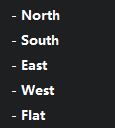 - North
- South
- East
- West
- Flat